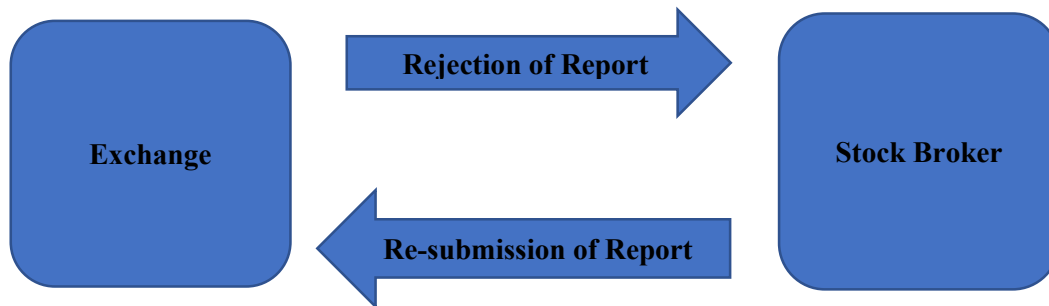 Rejection of Report
Exchange
Stock Broker
Re-submission of Report